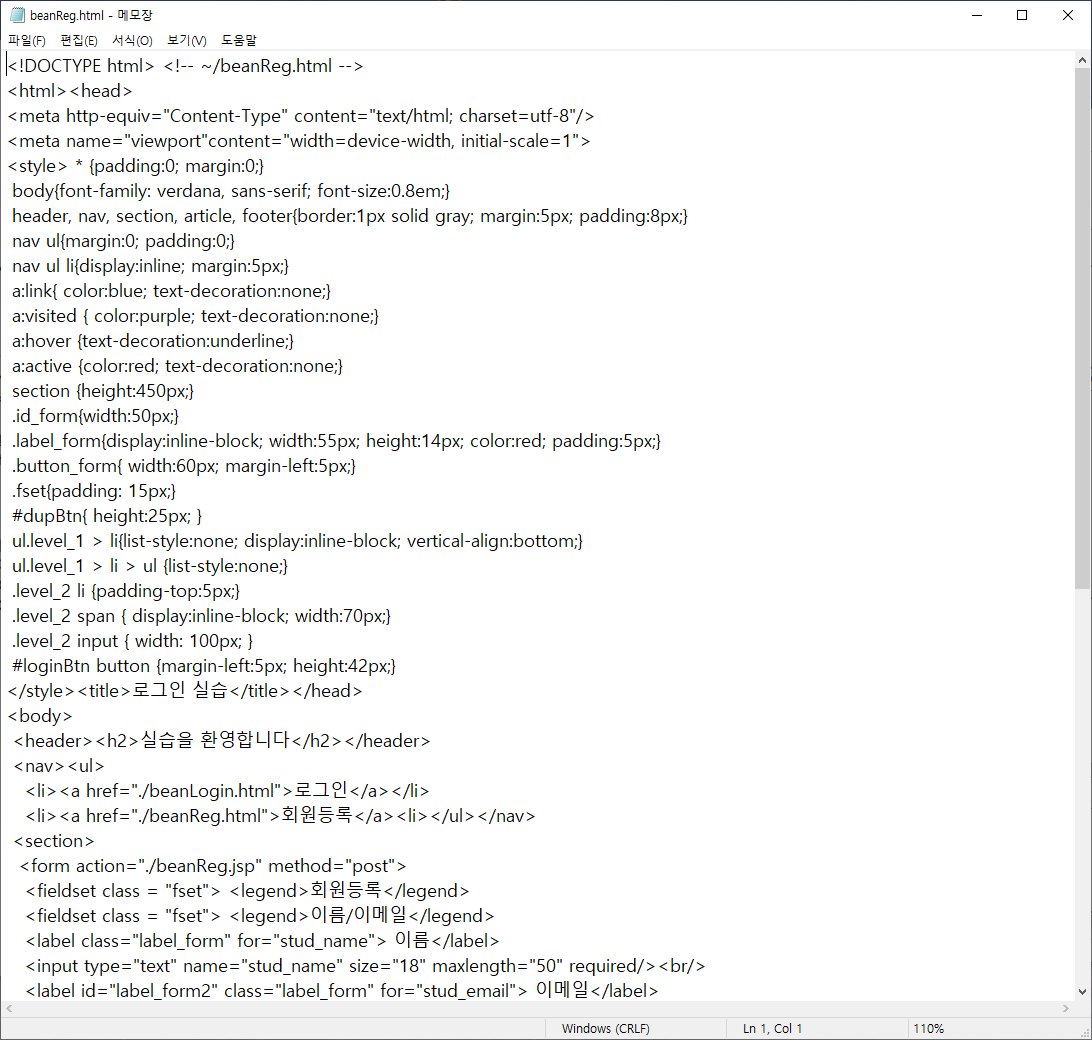 beanReg.html - 메모장
파일(F) 편집(E) 서식(O) 보기(V) 도움말
<!DOCTYPE html> <!-- ~/beanReg.html -->
<html><head>
<meta http-equiv="Content-Type" content="text/html; charset=utf-8"/>
<meta name="viewport"content="width=device-width, initial-scale=1">
<style> * {padding:0; margin:0;}
 body{font-family: verdana, sans-serif; font-size:0.8em;}
 header, nav, section, article, footer{border:1px solid gray; margin:5px; padding:8px;}
 nav ul{margin:0; padding:0;}
 nav ul li{display:inline; margin:5px;}
 a:link{ color:blue; text-decoration:none;}
 a:visited { color:purple; text-decoration:none;}
 a:hover {text-decoration:underline;}
 a:active {color:red; text-decoration:none;}
 section {height:450px;}
 .id_form{width:50px;}
 .label_form{display:inline-block; width:55px; height:14px; color:red; padding:5px;}
 .button_form{ width:60px; margin-left:5px;}
 .fset{padding: 15px;}
 #dupBtn{ height:25px; }
 ul.level_1 > li{list-style:none; display:inline-block; vertical-align:bottom;}
 ul.level_1 > li > ul {list-style:none;}
 .level_2 li {padding-top:5px;}
 .level_2 span { display:inline-block; width:70px;}
 .level_2 input { width: 100px; }
 #loginBtn button {margin-left:5px; height:42px;}
</style><title>로그인 실습</title></head>
<body>
 <header><h2>실습을 환영합니다</h2></header>
 <nav><ul>
   <li><a href="./beanLogin.html">로그인</a></li>
   <li><a href="./beanReg.html">회원등록</a><li></ul></nav>
 <section>
  <form action="./beanReg.jsp" method="post">
   <fieldset class = "fset"> <legend>회원등록</legend>
   <fieldset class = "fset"> <legend>이름/이메일</legend>
   <label class="label_form" for="stud_name"> 이름</label>
   <input type="text" name="stud_name" size="18" maxlength="50" required/><br/>
   <label id="label_form2" class="label_form" for="stud_email"> 이메일</label>
Windows (CRLF) Ln 1, Col 1 110%